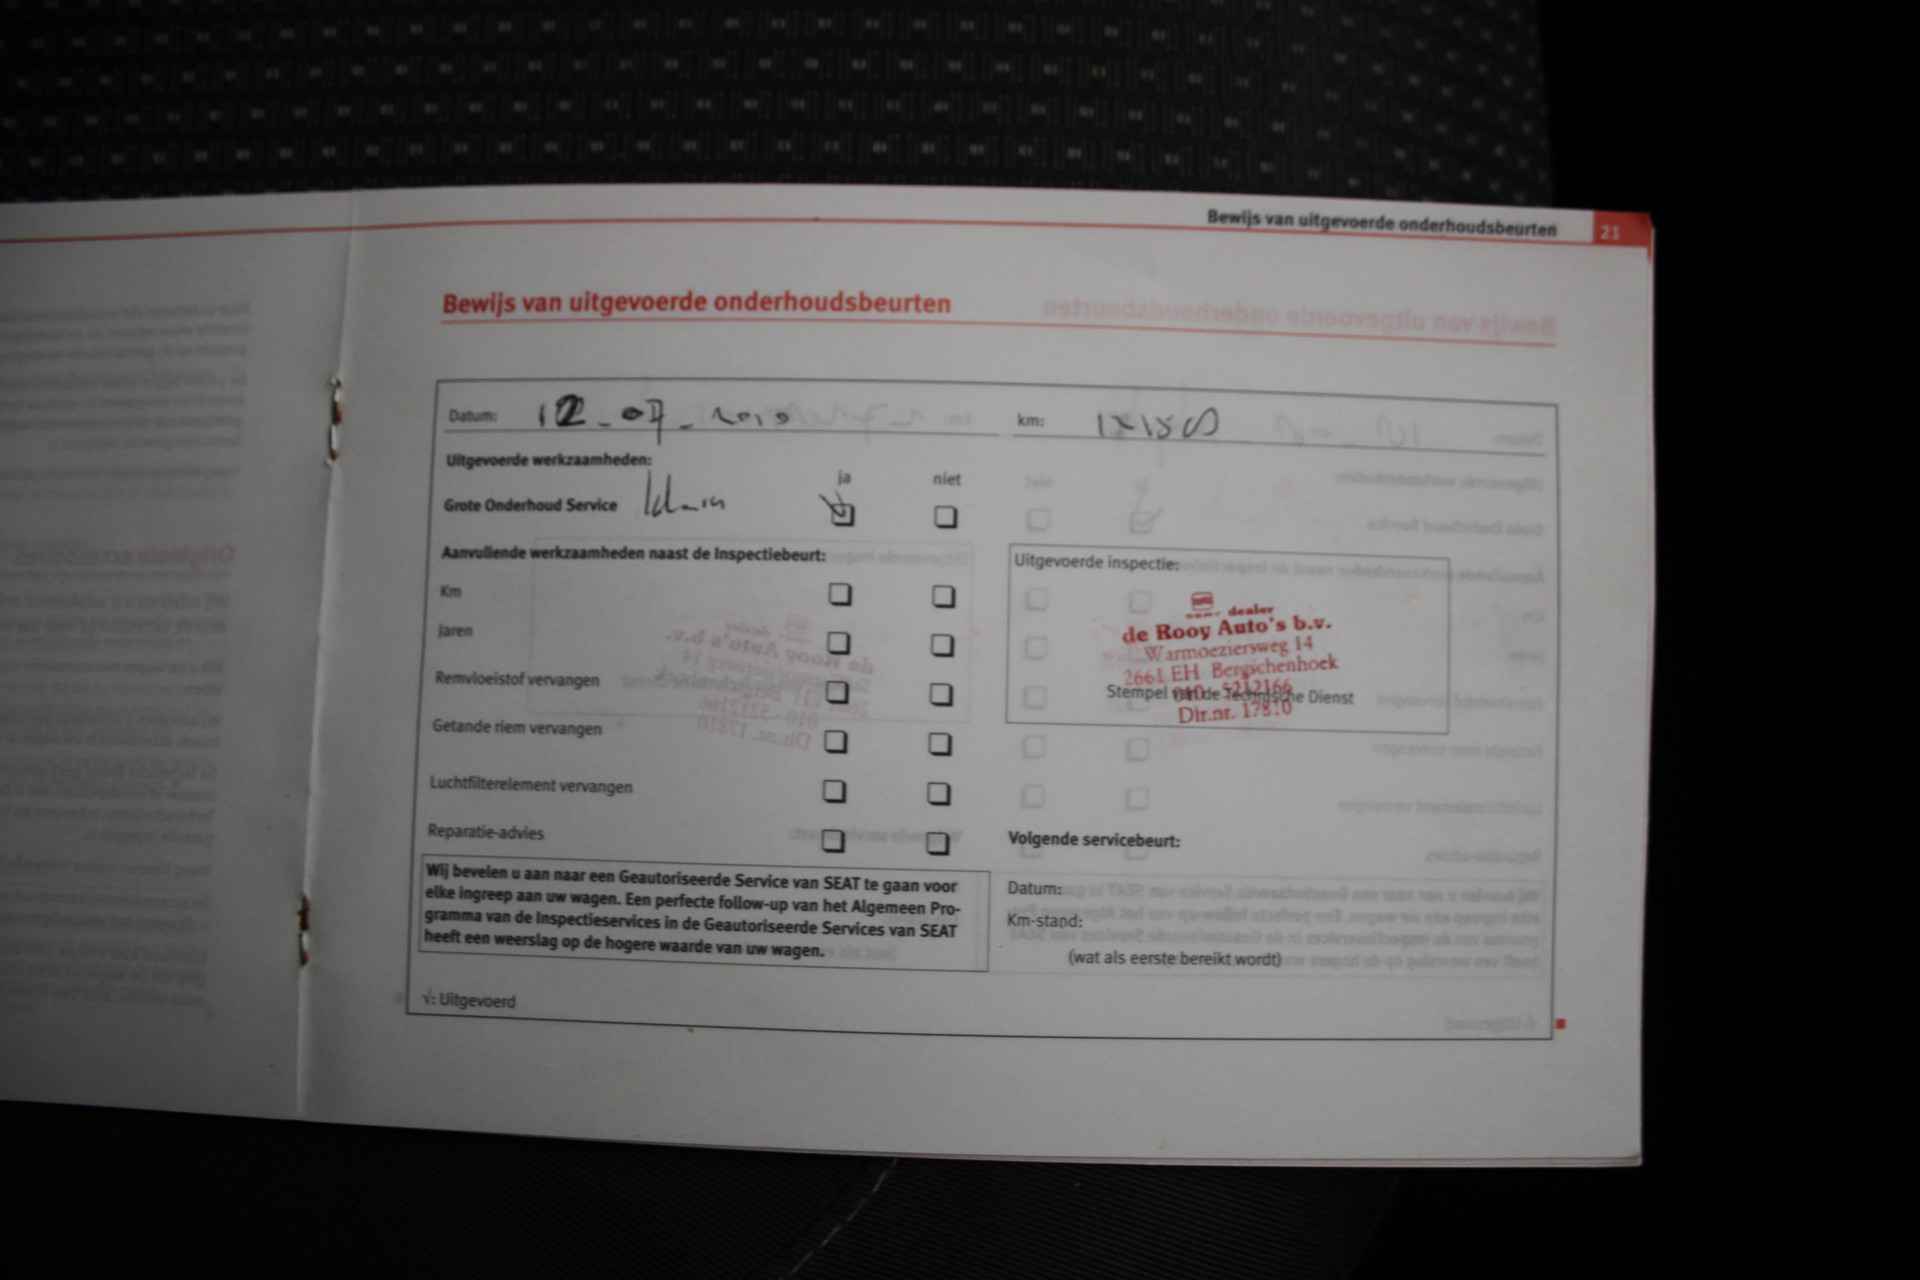 Bewijs van uitgevoerde onderhoudsbeurten 21
Bewijs van uitgevoerde onderhoudsbeurten
Datum: 12-07-2010 km:
Uitgevoerde werkzaamheden:
ja niet
Grote Onderhoud Service
Aanvullende werkzaamheden naast de Inspectiebeurt:
Km
Jaren
Remvloeistof vervangen
Getande riem vervangen
Luchtfilterelement vervangen
Reparatie-advies
Uitgevoerde inspectie:
dealer
de Rooy Auto's b.v.
Warmoeziersweg 14
2661 EH Bergschenhoek
010 - 5212166
Stempel van de Technische Dienst
Dlr.nr. 17810
Volgende servicebeurt:
Datum:
Km-stand:
(wat als eerste bereikt wordt)
Wij bevelen u aan naar een Geautoriseerde Service van SEAT te gaan voor
elke ingreep aan uw wagen. Een perfecte follow-up van het Algemeen Pro-
gramma van de Inspectieservices in de Geautoriseerde Services van SEAT
heeft een weerslag op de hogere waarde van uw wagen.
√: Uitgevoerd